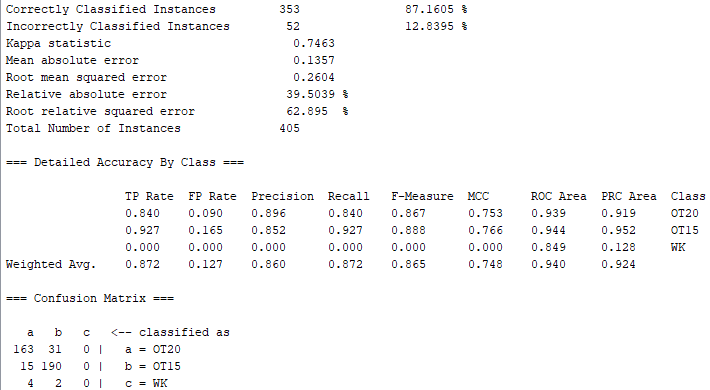 Correctly Classified Instances 353 87.1605 %
Incorrectly Classified Instances 52 12.8395 %
Kappa statistic 0.7463
Mean absolute error 0.1357
Root mean squared error 0.2604
Relative absolute error 39.5039 %
Root relative squared error 62.895 %
Total Number of Instances 405
=== Detailed Accuracy By Class ===
TP Rate FP Rate Precision Recall F-Measure MCC ROC Area PRC Area Class
0.840 0.090 0.896 0.840 0.867 0.753 0.939 0.919 OT20
0.927 0.165 0.852 0.927 0.888 0.766 0.944 0.952 OT15
0.000 0.000 0.000 0.000 0.000 0.000 0.849 0.128 WK
Weighted Avg. 0.872 0.127 0.860 0.872 0.865 0.748 0.940 0.924
=== Confusion Matrix ===
a b c <-- classified as
163 31 0 | a = OT20
15 190 0 | b = OT15
4 2 0 | c = WK